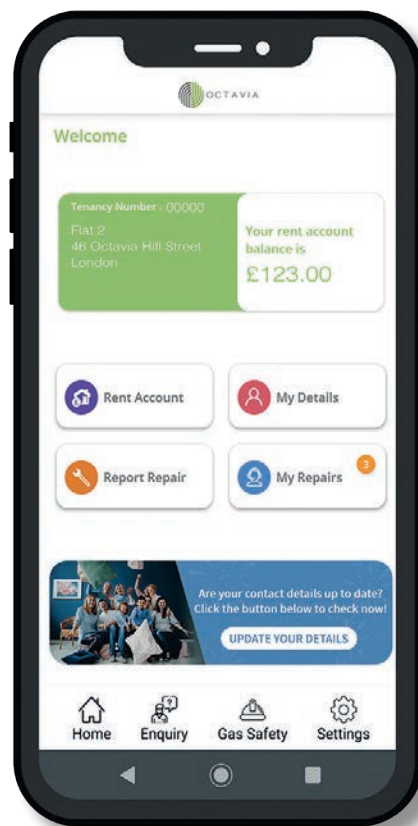 OCTAVIA
Welcome
Tenancy Number : 00000
Flat 2
46 Octavia Hill Street
London
Your rent account
balance is
£123.00
Rent Account
My Details
Report Repair
My Repairs
3
Are your contact details up to date?
Click the button below to check now!
UPDATE YOUR DETAILS
Home
Enquiry
Gas Safety
Settings